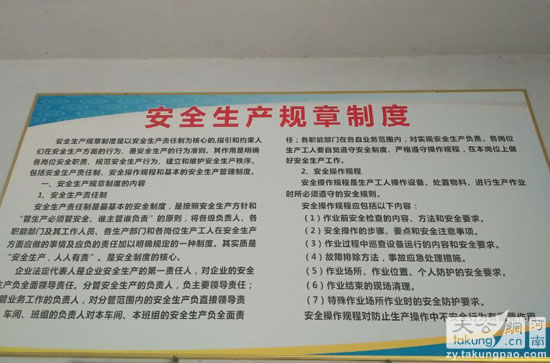 安全生产规章制度
安全生产规章制度是以安全生产责任制为核心的,指引和约束人
们在安全生产方面的行为、是安全生产的行为准则。其作用是明确
各岗位安全职责、规范安全生产行为、建立和维护安全生产秩序。
包括安全生产责任制、安全操作规程和基本的安全生产管理制度。
一、安全生产规章制度的内容
1、安全生产责任制
安全生产责任制是最基本的安全制度,是按照安全生产方针和
“管生产必须管安全、谁主管谁负责”的原则,将各级负责人、各
职能部门及其工作人员、各生产部门和各岗位生产工人在安全生产
方面应做的事情及应负的责任加以明确规定的一种制度。其实质是
“安全生产,人人有责”。是安全制度的核心。
企业法定代表人是企业安全生产的第一责任人,对企业的安全
生产负全面领导责任。分管安全生产的负责人,负主要领导责任;
管业务工作的负责人,对分管范围内的安全生产负直接领导责
车间、班组的负责人对本车间、本班组的安全生产负全面责
任;各职能部门在各自业务范围内,对实现安全生产负责。各岗位
生产工人要自觉遵守安全制度、严格遵守操作规程,在本岗位上做
好安全生产工作。
2、安全操作规程
安全操作规程是生产工人操作设备、处置物料、进行生产作业
时所必须遵守的安全规则。
安全操作规程应包括以下内容:
(1)作业前安全检查的内容、方法和安全要求。
(2)安全操作的步骤、要点和安全注意事项。
(3)作业过程中巡查设备运行的内容和安全要求。
(4)故障排除方法,事故应急处理措施。
(5)作业场所、作业位置、个人防护的安全要求。
(6)作业结束的现场清理。
(7)特殊作业场所作业时的安全防护要求。
安全操作规程对防止生产操作中不安全行为有
大公網 河南
takung.cn
zy.takungpao.com